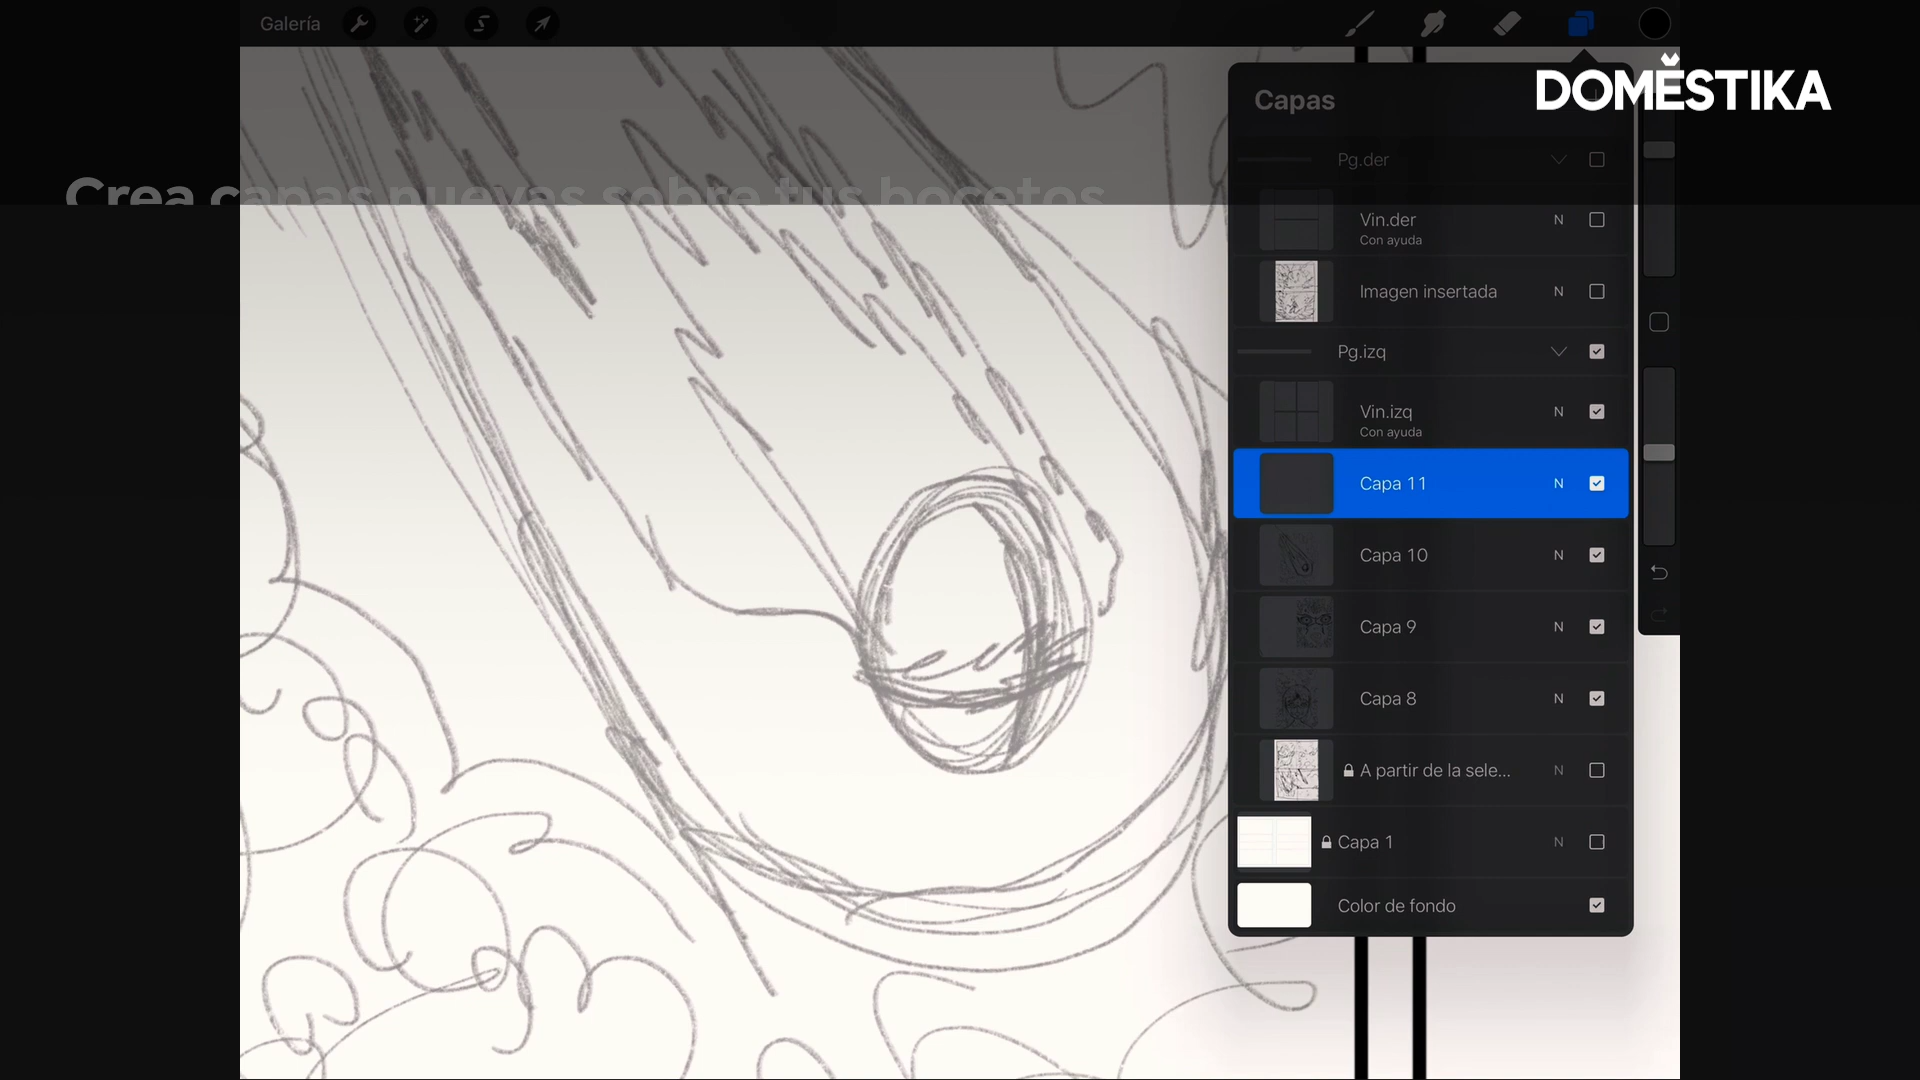 Galería
DOMESTIKA
Capas
Crea capas nuevas sobre tus bocetos
Pg.der
Vin.der N
Con ayuda
Imagen insertada N
Pg.izq
Vin.izq N
Con ayuda
Capa 11 N
Capa 10 N
Capa 9 N
Capa 8 N
A partir de la sele... N
Capa 1 N
Color de fondo